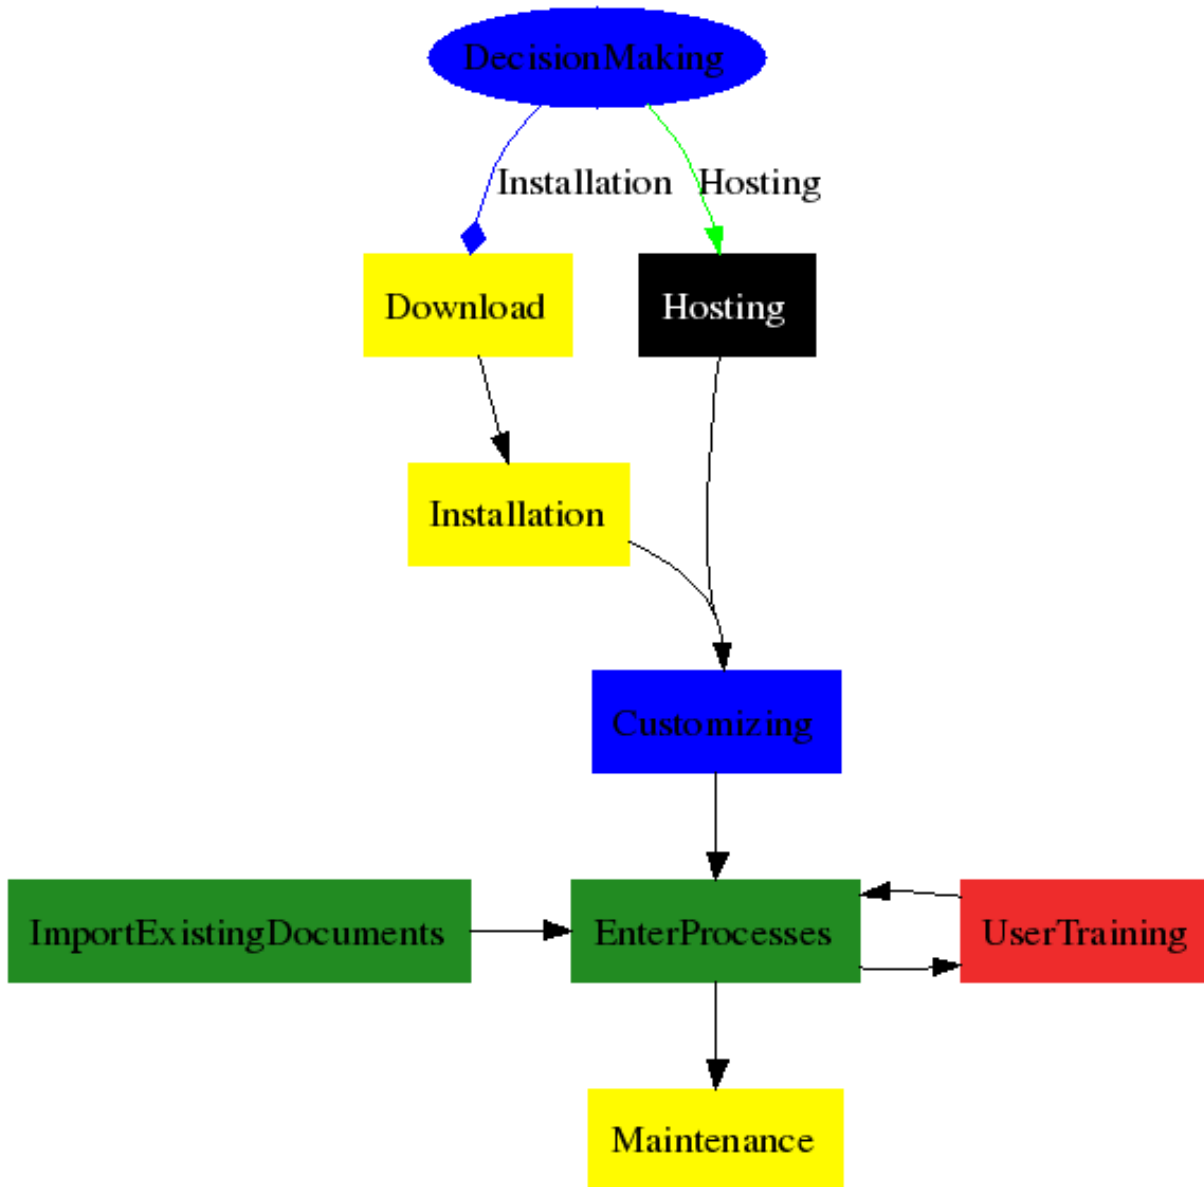 DecisionMaking
Installation
Hosting
Download
Hosting
Installation
Customizing
ImportExistingDocuments
EnterProcesses
UserTraining
Maintenance